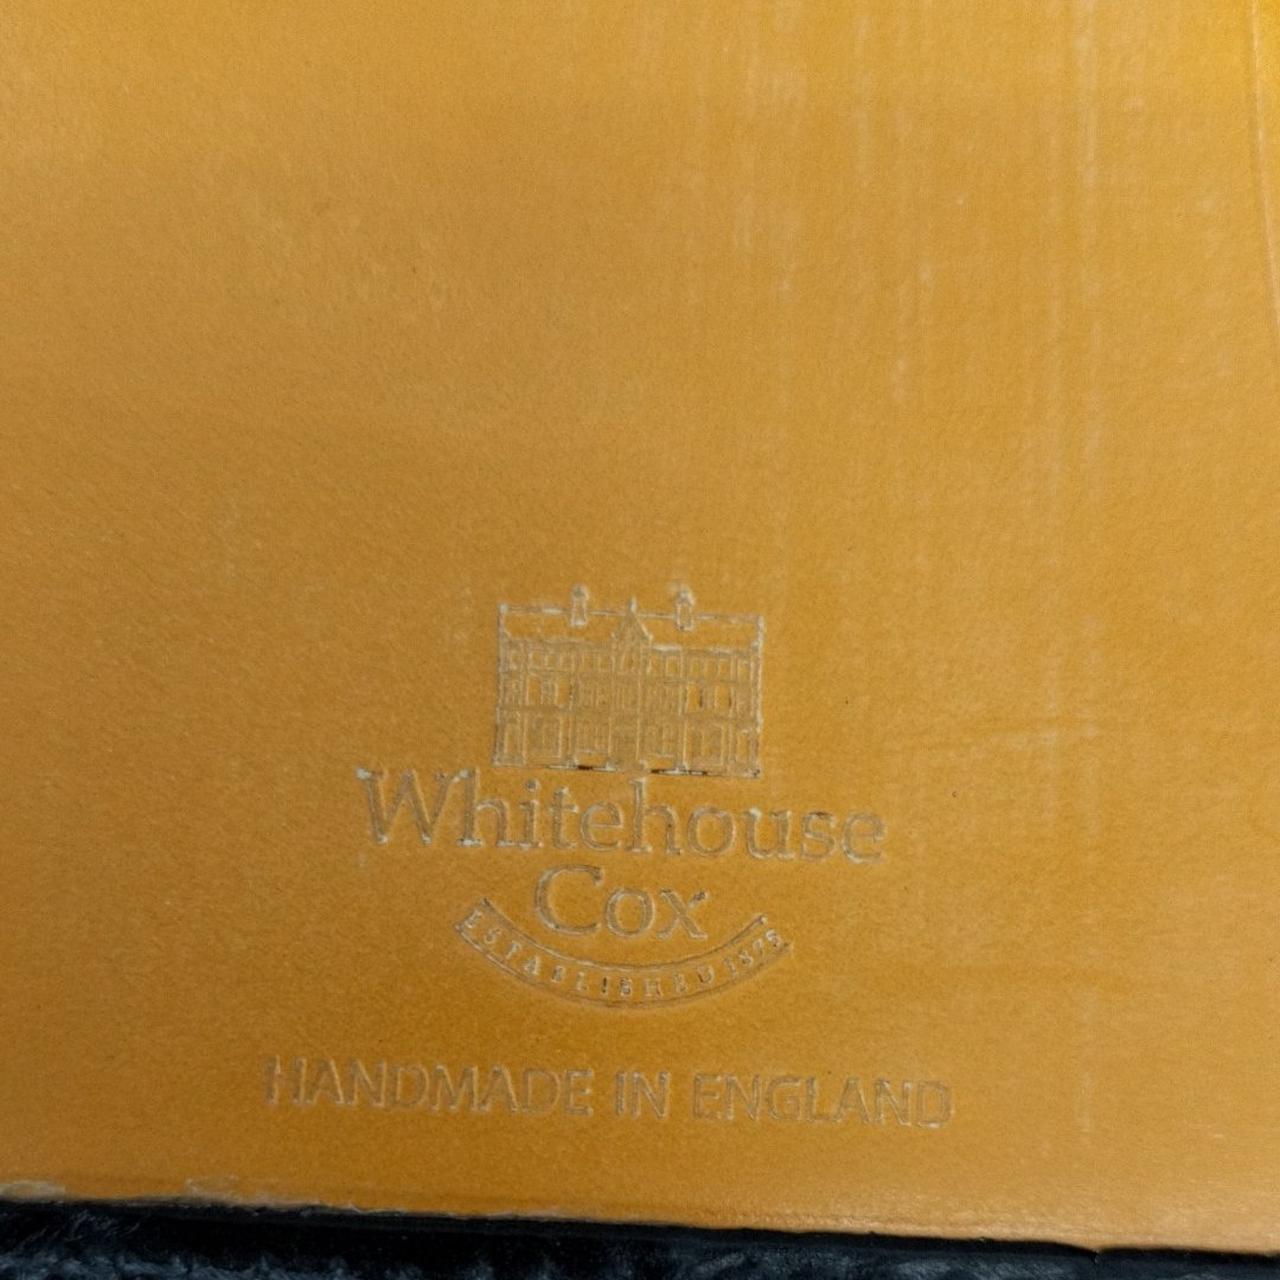 Whitehouse
Cox
ESTABLISHED 1875
HANDMADE IN ENGLAND